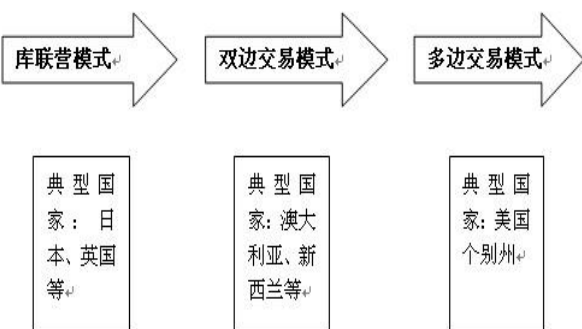 库联营模式
双边交易模式
多边交易模式
典型国
家：日
本、英国
等
典型国
家：澳大
利亚、新
西兰等
典型国
家：美国
个别州